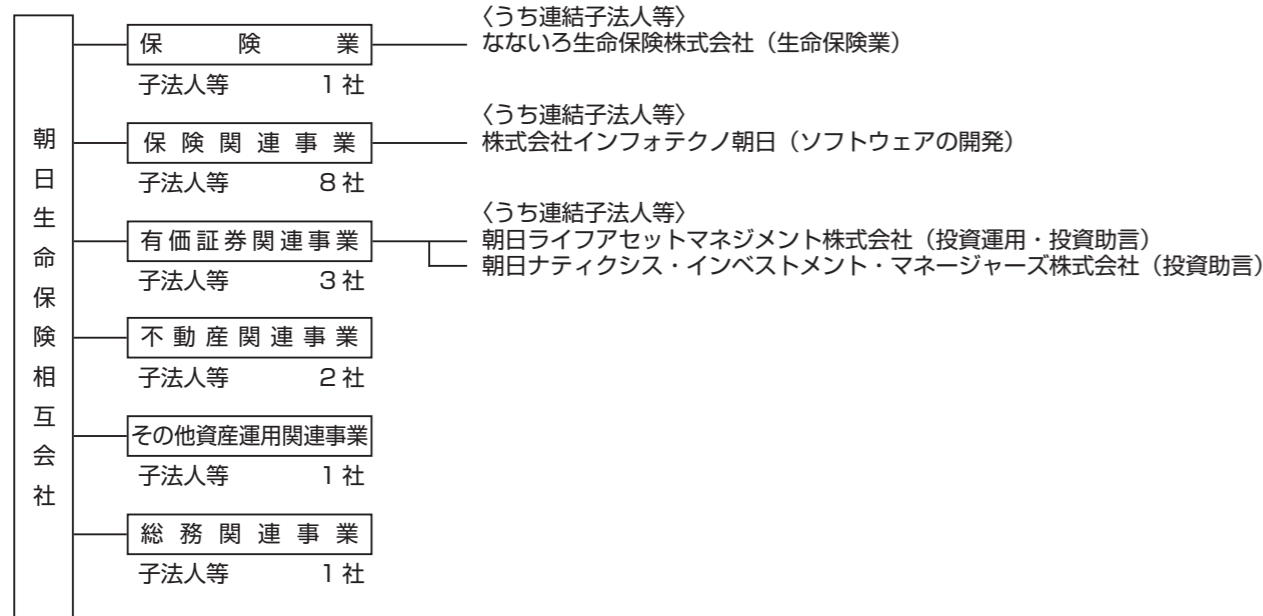 朝日生命保険相互会社
保険業
子法人等 1社
〈うち連結子法人等〉
なないろ生命保険株式会社（生命保険業）
保険関連事業
子法人等 8社
〈うち連結子法人等〉
株式会社インフォテクノ朝日（ソフトウェアの開発）
有価証券関連事業
子法人等 3社
〈うち連結子法人等〉
朝日ライフアセットマネジメント株式会社（投資運用・投資助言）
朝日ナティクシス・インベストメント・マネージャーズ株式会社（投資助言）
不動産関連事業
子法人等 2社
その他資産運用関連事業
子法人等 1社
総務関連事業
子法人等 1社